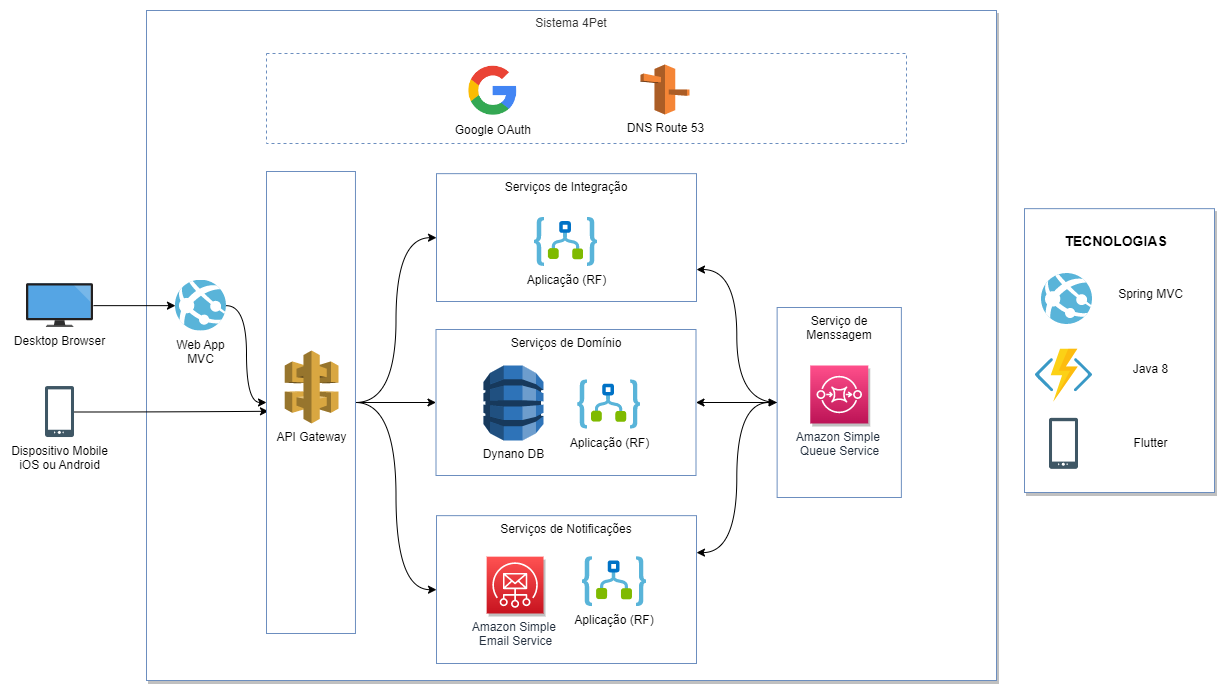 Sistema 4Pet
Google OAuth
DNS Route 53
Serviços de Integração
Aplicação (RF)
TECNOLOGIAS
Spring MVC
Java 8
Flutter
Desktop Browser
Web App
MVC
Dispositivo Mobile
iOS ou Android
API Gateway
Serviços de Domínio
Dynano DB
Aplicação (RF)
Serviço de
Menssagem
Amazon Simple
Queue Service
Serviços de Notificações
Amazon Simple
Email Service
Aplicação (RF)